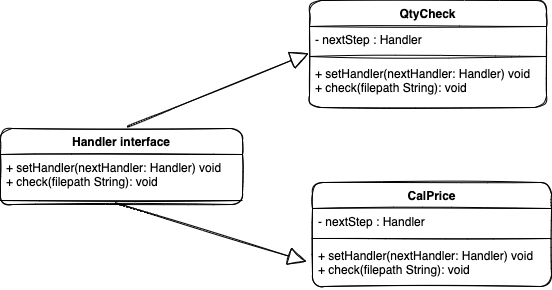 QtyCheck
- nextStep : Handler
+ setHandler(nextHandler: Handler) void
+ check(filepath String): void
Handler interface
+ setHandler(nextHandler: Handler) void
+ check(filepath String): void
CalPrice
- nextStep : Handler
+ setHandler(nextHandler: Handler) void
+ check(filepath String): void